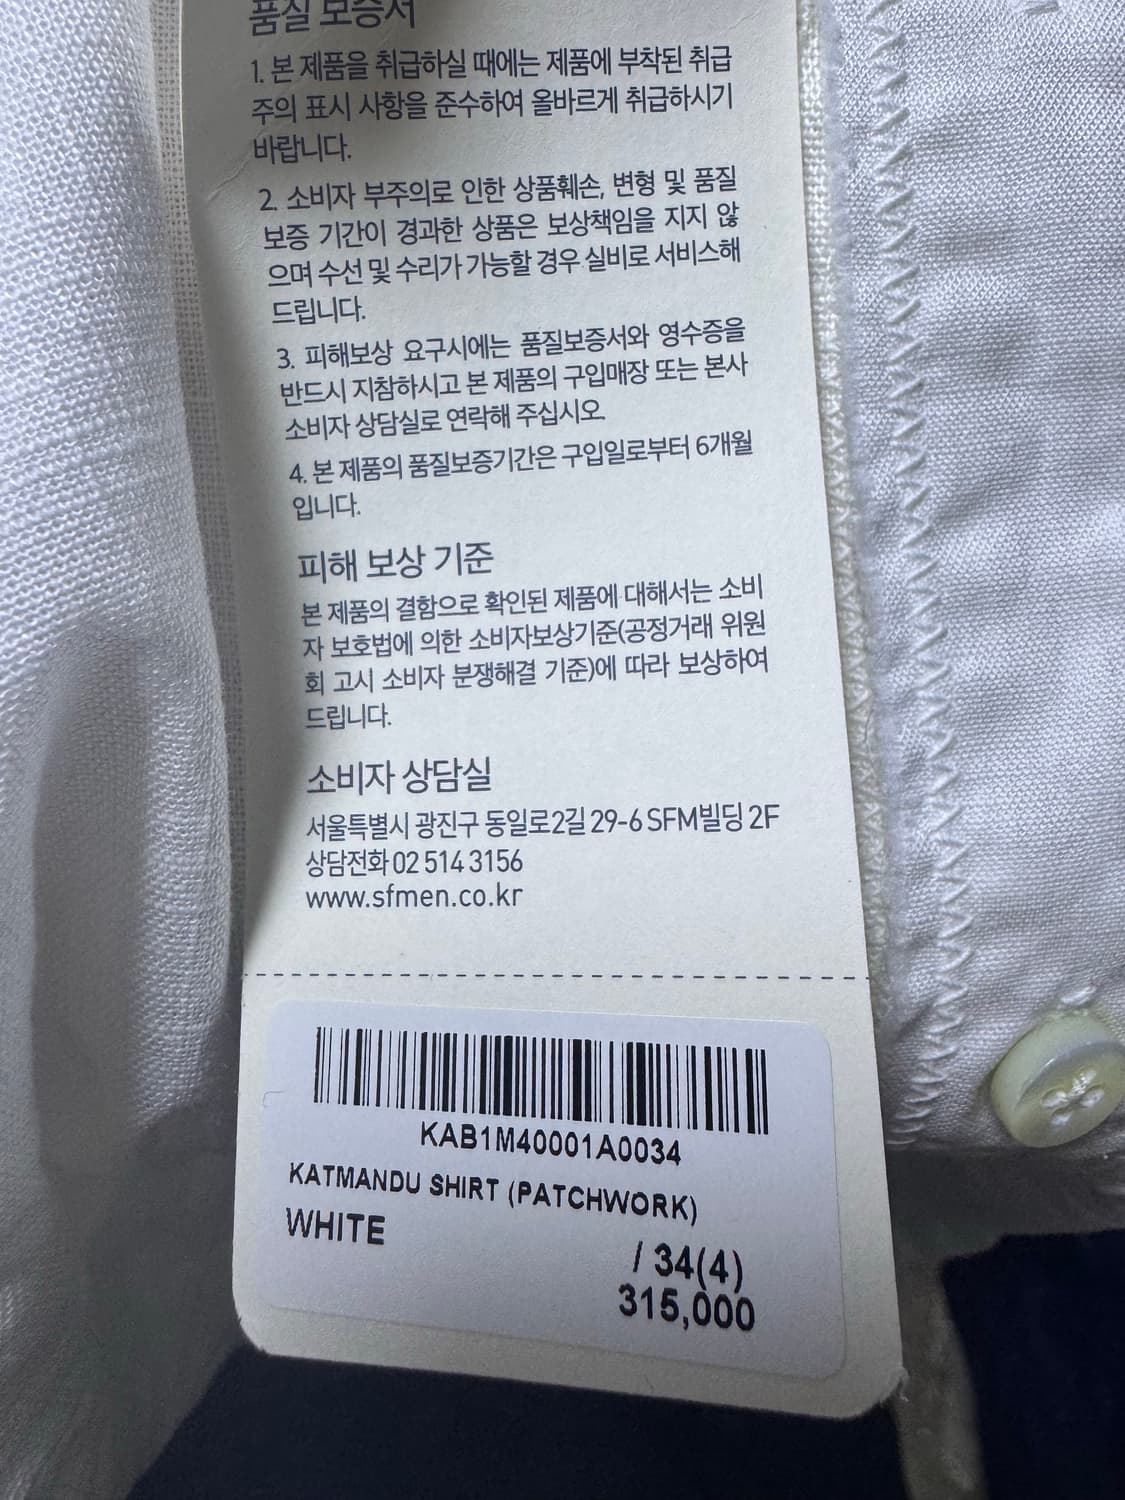 품질 보증서
1. 본 제품을 취급하실 때에는 제품에 부착된 취급
주의 표시 사항을 준수하여 올바르게 취급하시기
바랍니다.
2. 소비자 부주의로 인한 상품훼손, 변형 및 품질
보증 기간이 경과한 상품은 보상책임을 지지 않
으며 수선 및 수리가 가능할 경우 실비로 서비스해
드립니다.
3. 피해보상 요구시에는 품질보증서와 영수증을
반드시 지참하시고 본 제품의 구입매장 또는 본사
소비자 상담실로 연락해 주십시오.
4. 본 제품의 품질보증기간은 구입일로부터 6개월
입니다.
피해 보상 기준
본 제품의 결함으로 확인된 제품에 대해서는 소비
자 보호법에 의한 소비자보상기준(공정거래 위원
회 고시 소비자 분쟁해결 기준)에 따라 보상하여
드립니다.
소비자 상담실
서울특별시 광진구 동일로2길 29-6 SFM빌딩 2F
상담전화 02 514 3156
www.sfmen.co.kr
KAB1M40001A0034
KATMANDU SHIRT (PATCHWORK)
WHITE
/ 34(4)
315,000